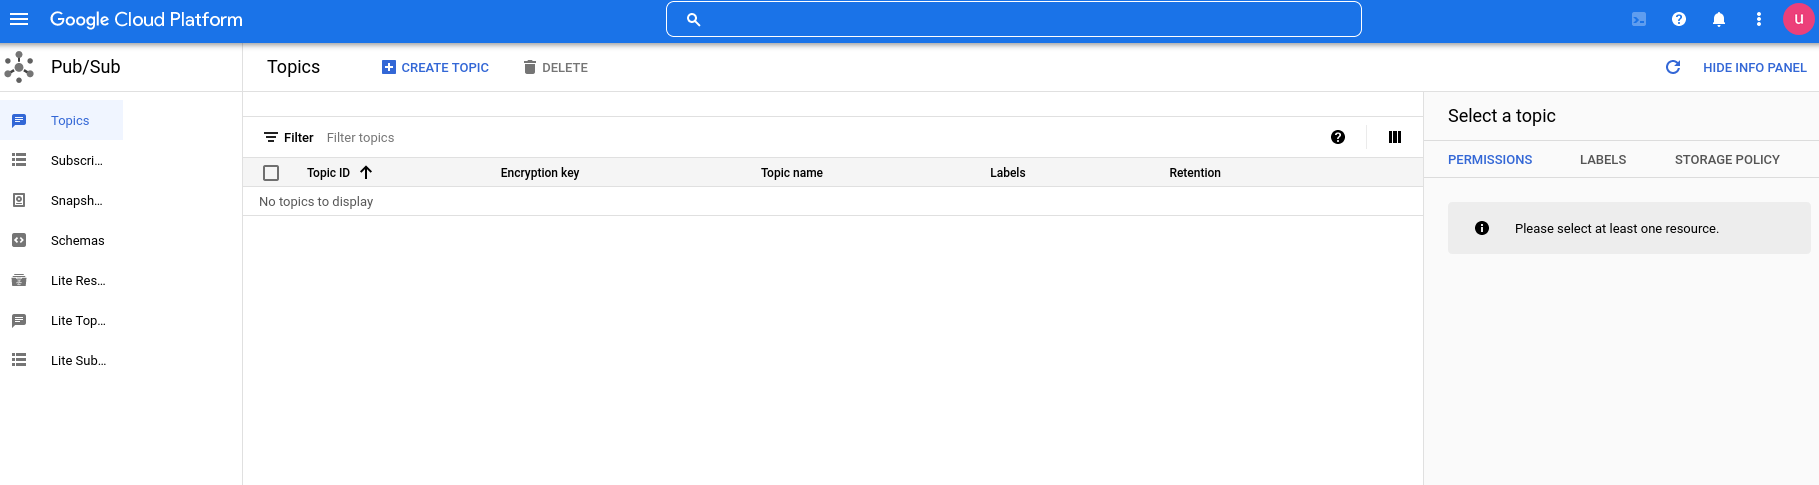 Google Cloud Platform
u
Pub/Sub
Topics
CREATE TOPIC
DELETE
HIDE INFO PANEL
Topics
Subscri...
Snapsh...
Schemas
Lite Res...
Lite Top...
Lite Sub...
Filter Filter topics
Topic ID Encryption key Topic name Labels Retention
No topics to display
Select a topic
PERMISSIONS LABELS STORAGE POLICY
Please select at least one resource.